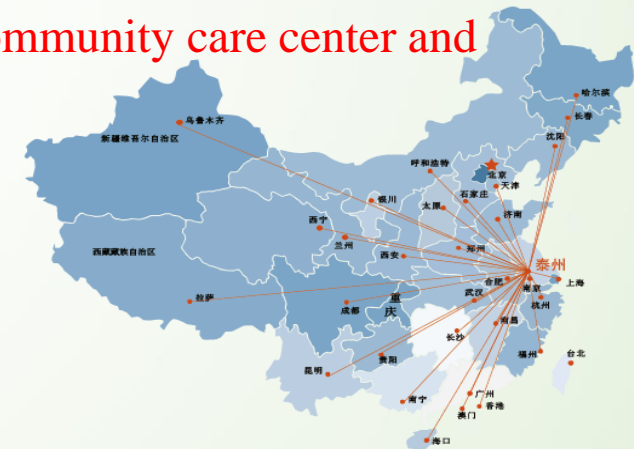 ommunity care center and
哈尔滨
长春
沈阳
乌鲁木齐
新疆维吾尔自治区
呼和浩特
北京
天津
银川
太原
石家庄
济南
西宁
兰州
西安
郑州
西藏藏族自治区
泰州
合肥
南京
上海
拉萨
成都
重庆
武汉
杭州
南昌
长沙
贵阳
福州
台北
昆明
南宁
广州
香港
澳门
海口